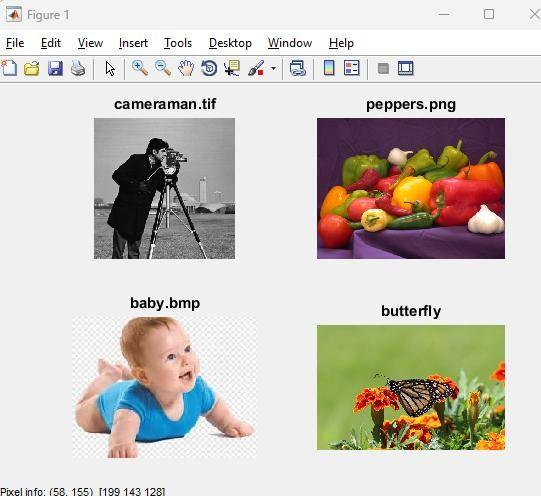 Figure 1
File Edit View Insert Tools Desktop Window Help
cameraman.tif peppers.png
baby.bmp butterfly
Pixel info: (58, 155) [199 143 128]